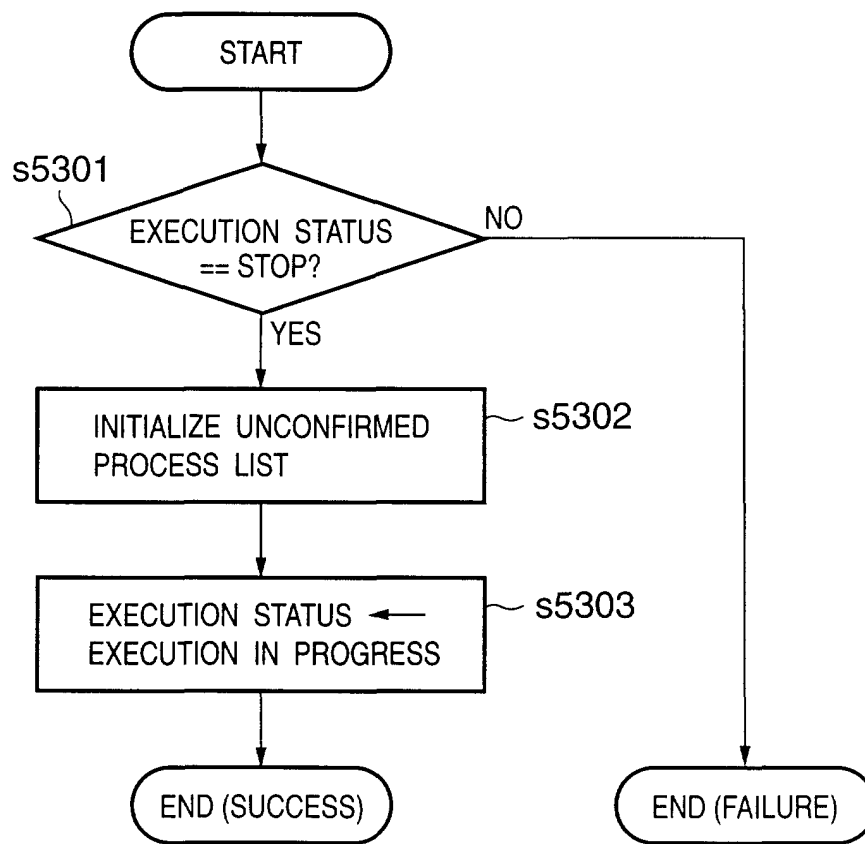 START
s5301
EXECUTION STATUS
== STOP?
NO
YES
INITIALIZE UNCONFIRMED
PROCESS LIST
s5302
EXECUTION STATUS ←
EXECUTION IN PROGRESS
s5303
END (SUCCESS)
END (FAILURE)